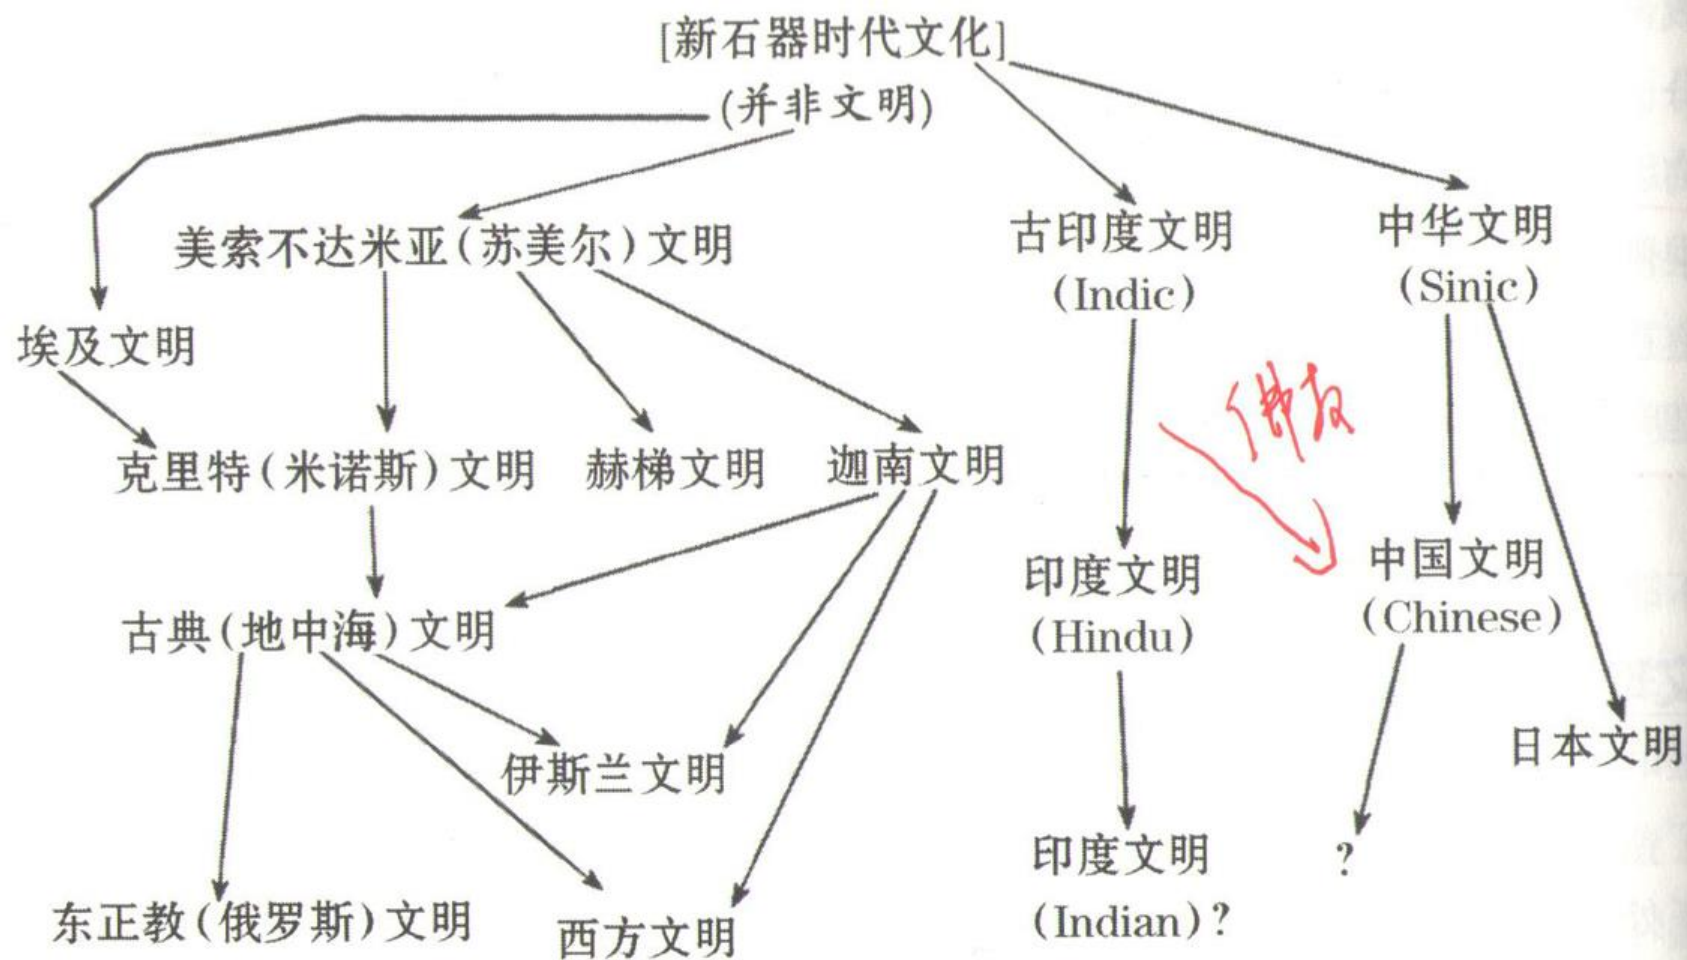 [新石器时代文化]
(并非文明)
美索不达米亚(苏美尔)文明
古印度文明
(Indic)
中华文明
(Sinic)
埃及文明
佛教
克里特(米诺斯)文明
赫梯文明
迦南文明
印度文明
(Hindu)
中国文明
(Chinese)
古典(地中海)文明
伊斯兰文明
日本文明
印度文明
(Indian)?
?
东正教(俄罗斯)文明
西方文明